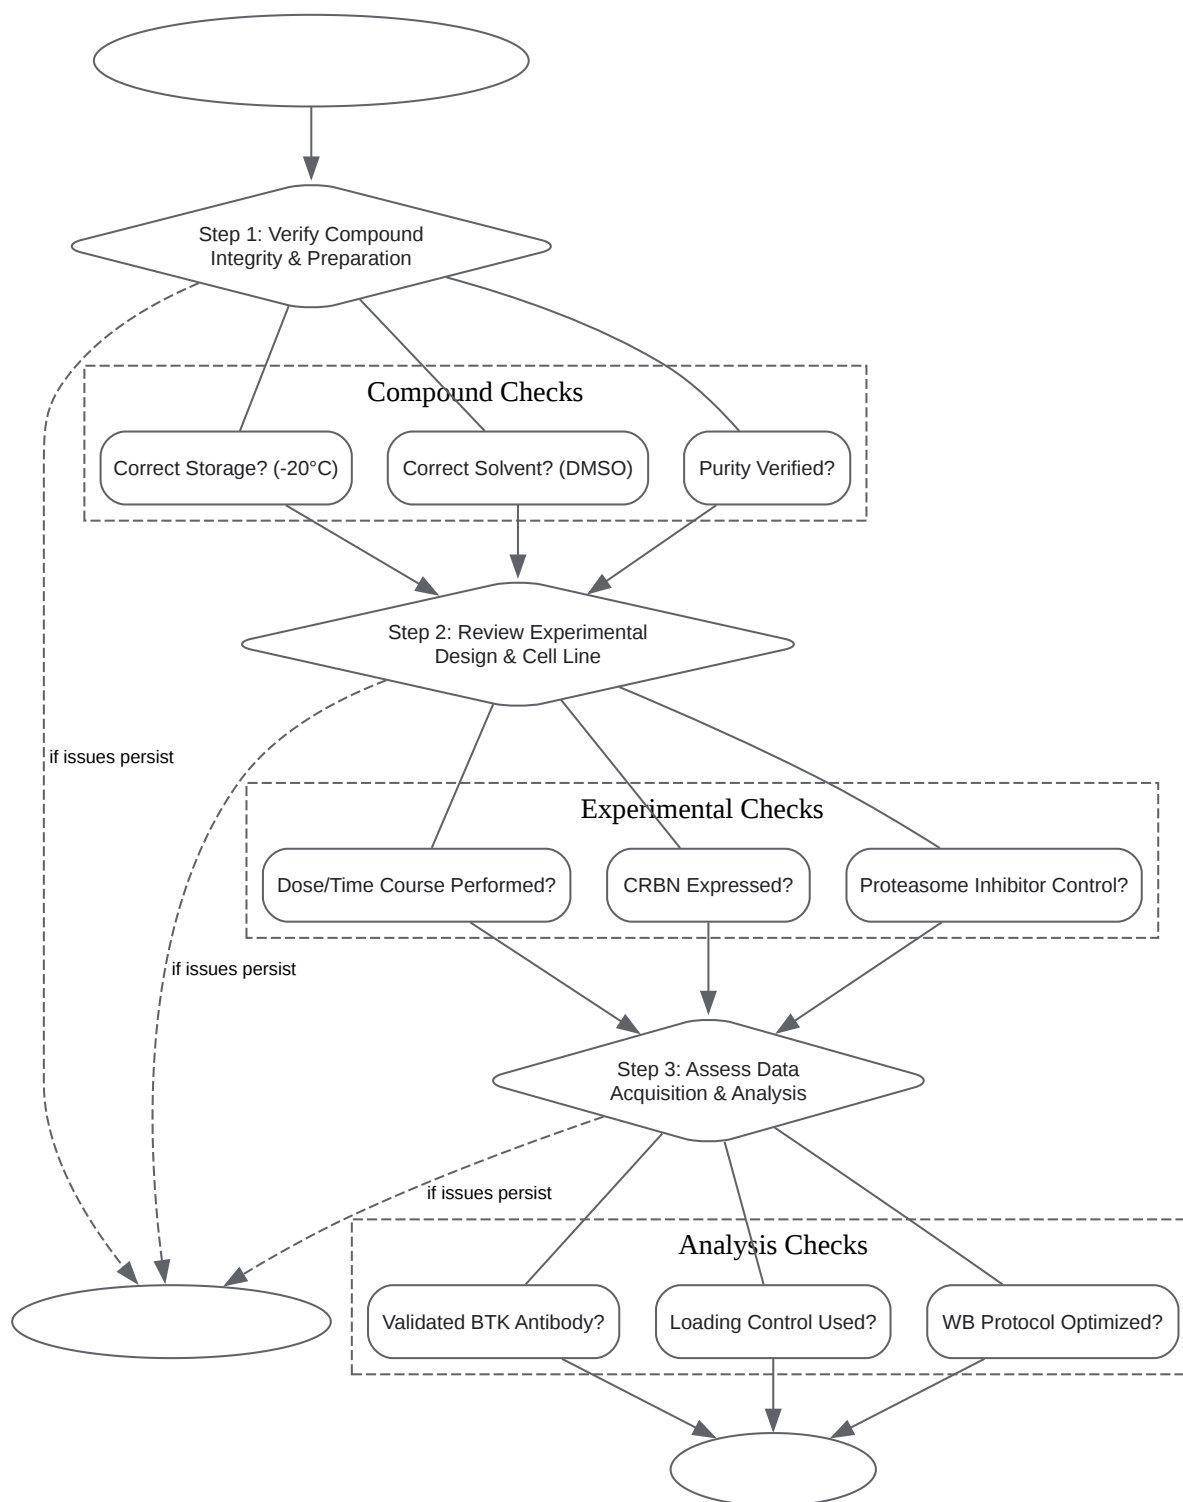 Step 1: Verify Compound
Integrity & Preparation
Compound Checks
Correct Storage? (-20°C)
Correct Solvent? (DMSO)
Purity Verified?
Step 2: Review Experimental
Design & Cell Line
if issues persist
Experimental Checks
Dose/Time Course Performed?
CRBN Expressed?
Proteasome Inhibitor Control?
if issues persist
Step 3: Assess Data
Acquisition & Analysis
if issues persist
Analysis Checks
Validated BTK Antibody?
Loading Control Used?
WB Protocol Optimized?